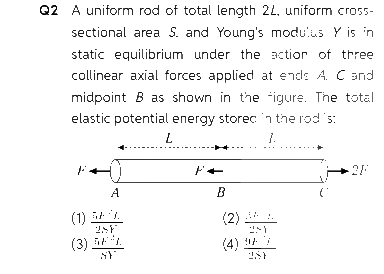 Q2 A uniform rod of total length 2L, uniform cross-
sectional area S, and Young's modulus Y is in
static equilibrium under the action of three
collinear axial forces applied at ends A, C and
midpoint B as shown in the figure. The total
elastic potential energy stored in the rod is:
L L
F F 2F
A B C
(1) (2)
(3) (4)